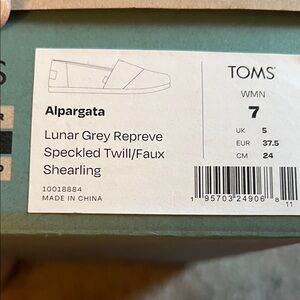 S
TOMS
Alpargata
WMN
7
Lunar Grey Repreve
Speckled Twill/Faux
Shearling
UK 5
EUR 37.5
CM 24
10018884
MADE IN CHINA
1 95703 24906 8
11